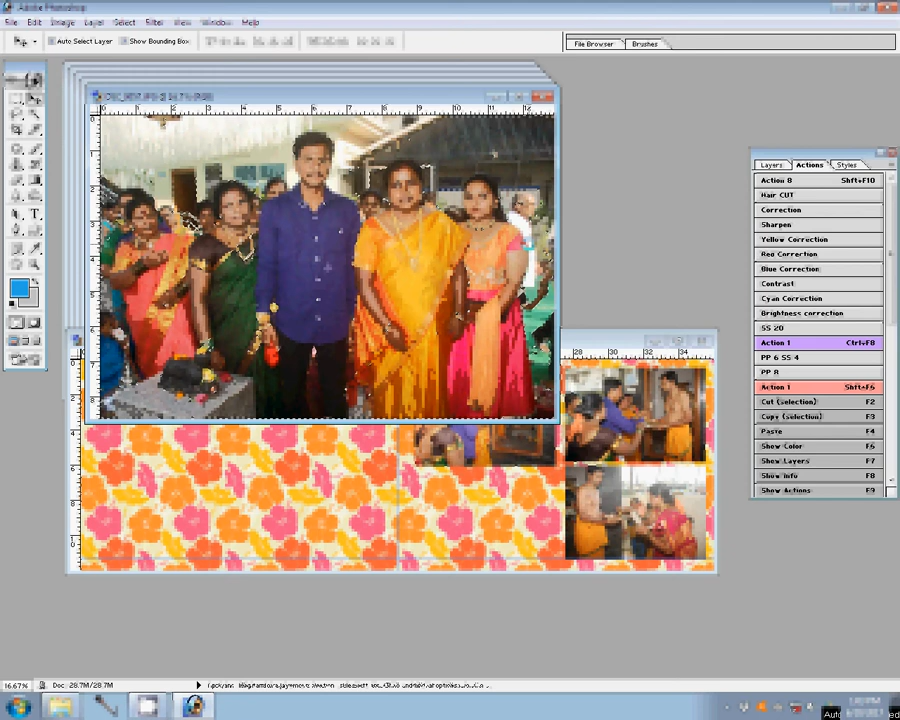 Adobe Photoshop
File Edit Image Layer Select Filter View Window Help
Auto Select Layer Show Bounding Box
File Browser Brushes
Layers Actions Styles
Action 8 Shft+F10
Hair CUT
Correction
Sharpen
Yellow Correction
Red Correction
Blue Correction
Contrast
Cyan Correction
Brightness correction
SS 20
Action 1 Ctrl+F8
PP 6 SS 4
PP 8
Action 1 Shft+F5
Cut (selection) F2
Copy (selection) F3
Paste F4
Show Color F6
Show Layers F7
Show Info F8
Show Actions F9
16.67% Doc: 28.7M/28.7M